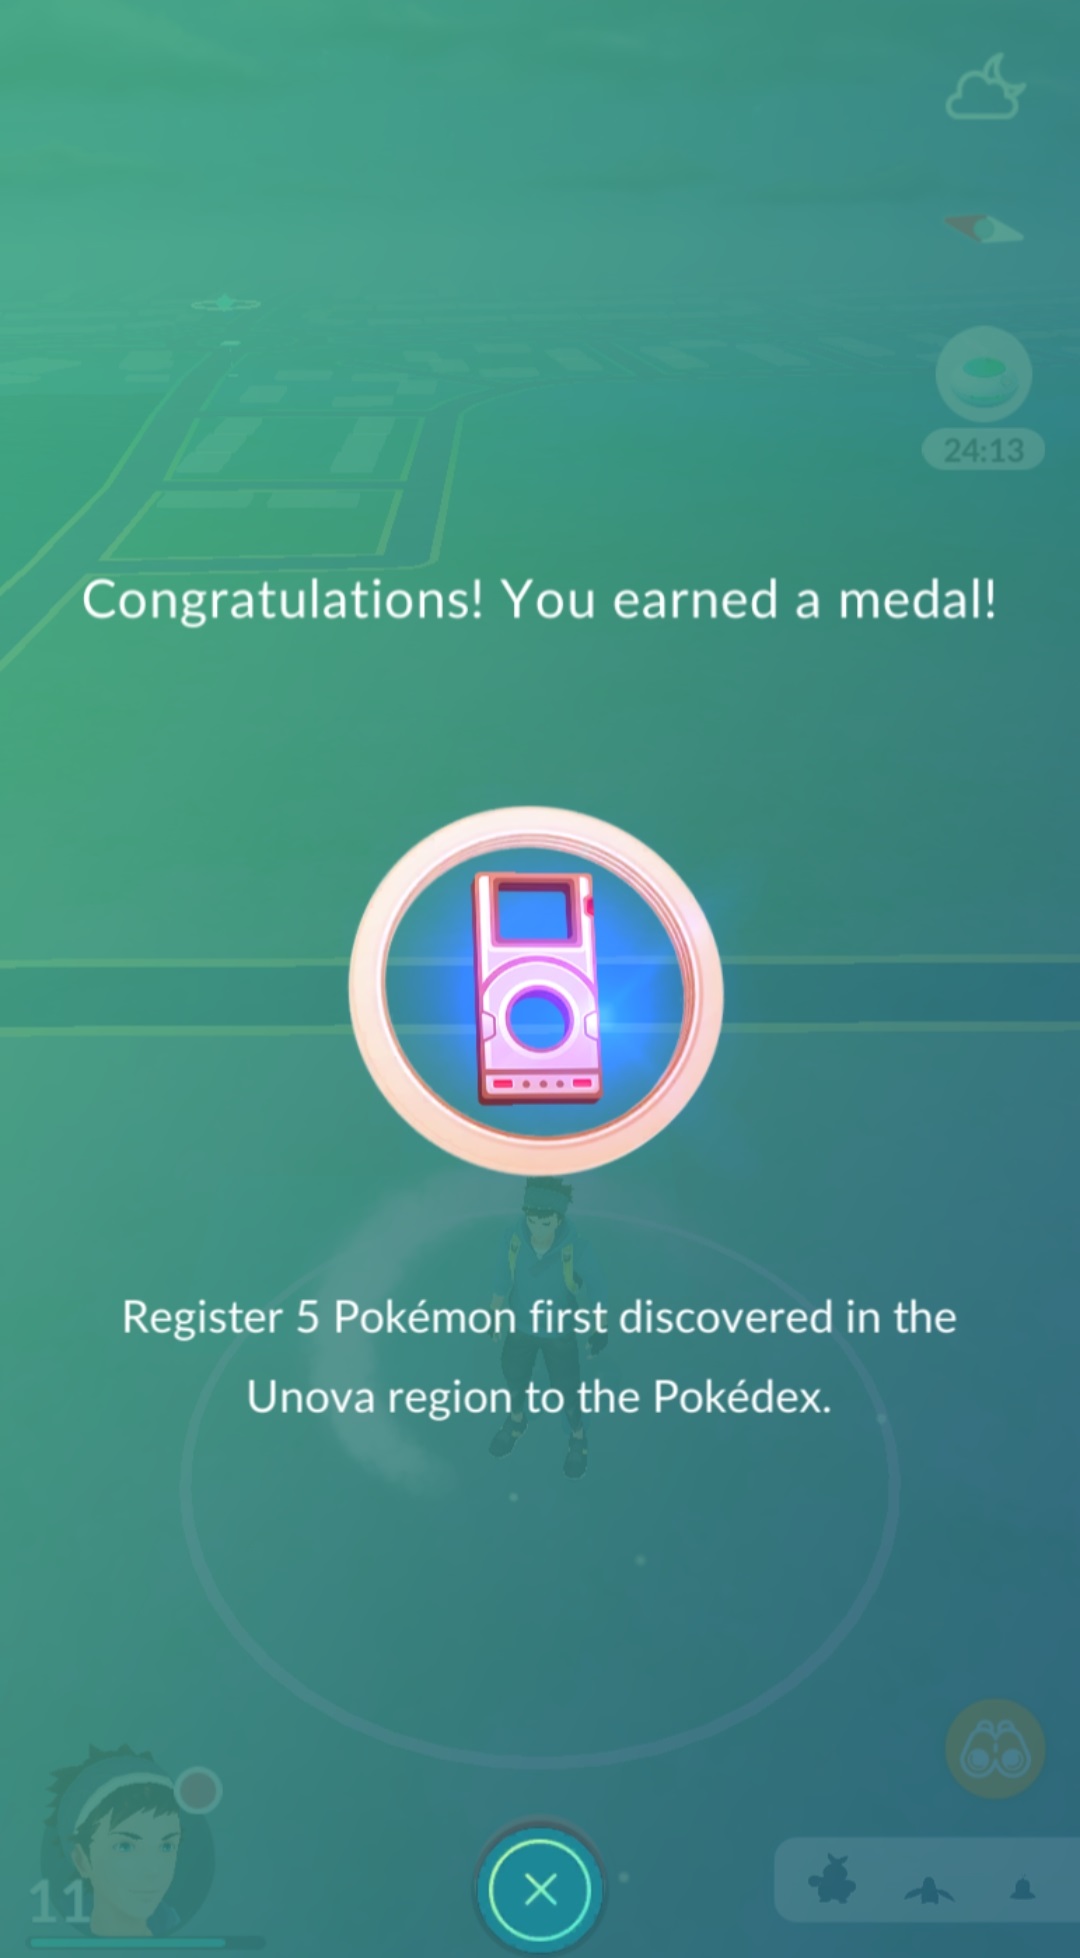 24:13
Congratulations! You earned a medal!
Register 5 Pokémon first discovered in the
Unova region to the Pokédex.
11